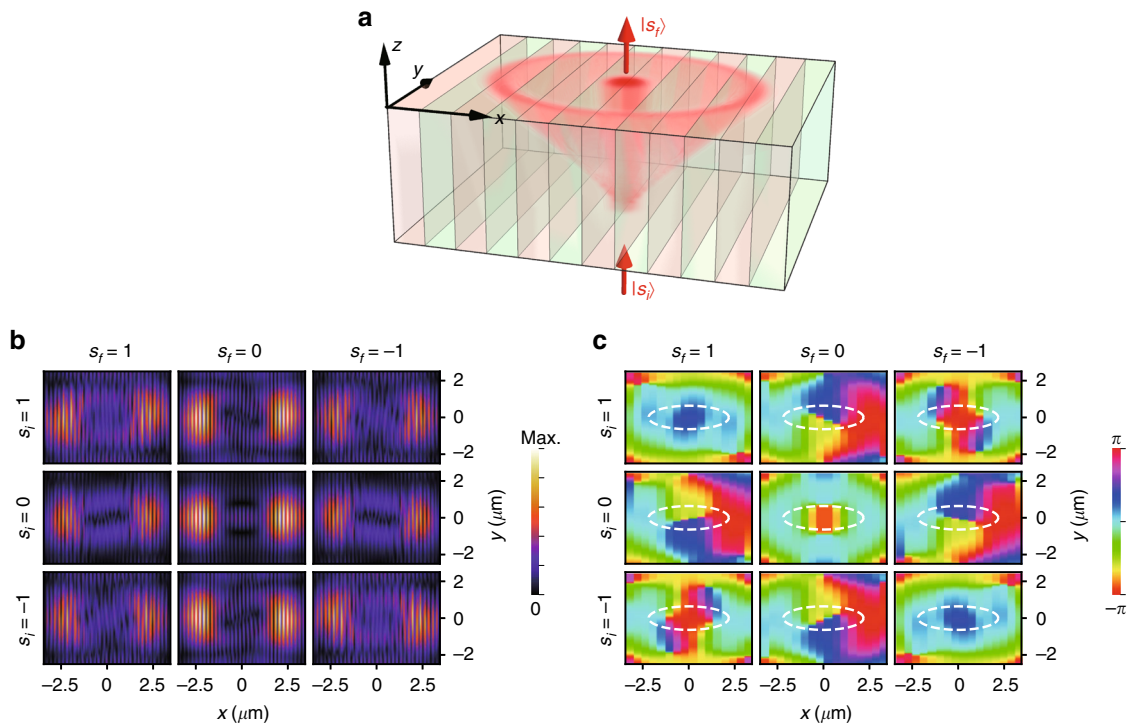 a
|s_f⟩
z
y
x
|s_i⟩
b
s_f = 1 s_f = 0 s_f = −1
s_i = 1
2
0
−2
s_i = 0
2
0
−2
y (μm)
s_i = −1
2
0
−2
−2.5 0 2.5 −2.5 0 2.5 −2.5 0 2.5
x (μm)
Max.
0
c
s_f = 1 s_f = 0 s_f = −1
s_i = 1
2
0
−2
s_i = 0
2
0
−2
y (μm)
s_i = −1
2
0
−2
−2.5 0 2.5 −2.5 0 2.5 −2.5 0 2.5
x (μm)
π
−π